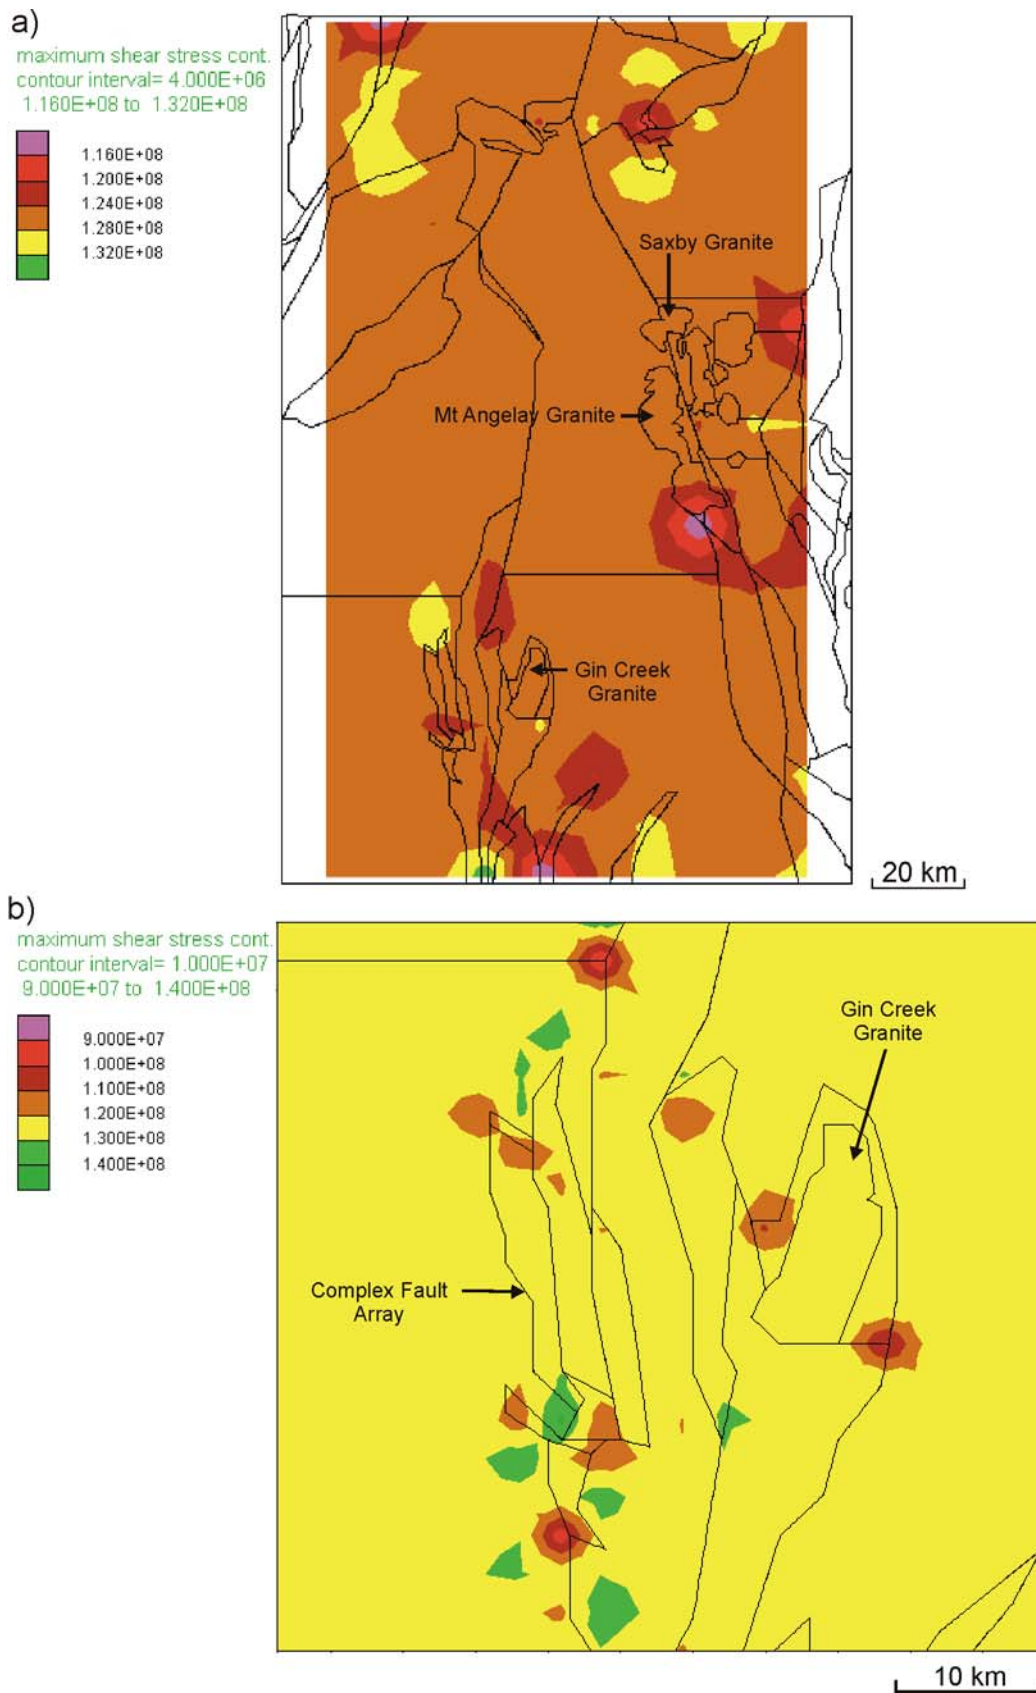 a)
maximum shear stress cont.
contour interval= 4.000E+06
1.160E+08 to 1.320E+08
1.160E+08
1.200E+08
1.240E+08
1.280E+08
1.320E+08
Saxby Granite
Mt Angelay Granite
Gin Creek
Granite
20 km
b)
maximum shear stress cont.
contour interval= 1.000E+07
9.000E+07 to 1.400E+08
9.000E+07
1.000E+08
1.100E+08
1.200E+08
1.300E+08
1.400E+08
Gin Creek
Granite
Complex Fault
Array
10 km